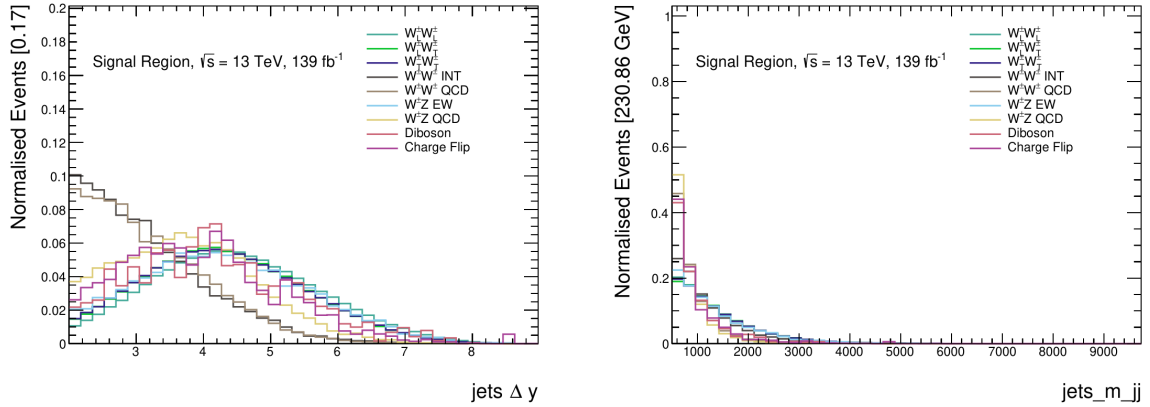 Normalised Events [0.17]
0.2
0.18
0.16
0.14
0.12
0.1
0.08
0.06
0.04
0.02
0
Signal Region, √s = 13 TeV, 139 fb⁻¹
W±LW±L
W±LW±T
W±TW±T
W±W± INT
W±W± QCD
W±Z EW
W±Z QCD
Diboson
Charge Flip
3 4 5 6 7 8
jets Δ y
Normalised Events [230.86 GeV]
1
0.8
0.6
0.4
0.2
0
Signal Region, √s = 13 TeV, 139 fb⁻¹
W±LW±L
W±LW±T
W±TW±T
W±W± INT
W±W± QCD
W±Z EW
W±Z QCD
Diboson
Charge Flip
1000 2000 3000 4000 5000 6000 7000 8000 9000
jets_m_jj